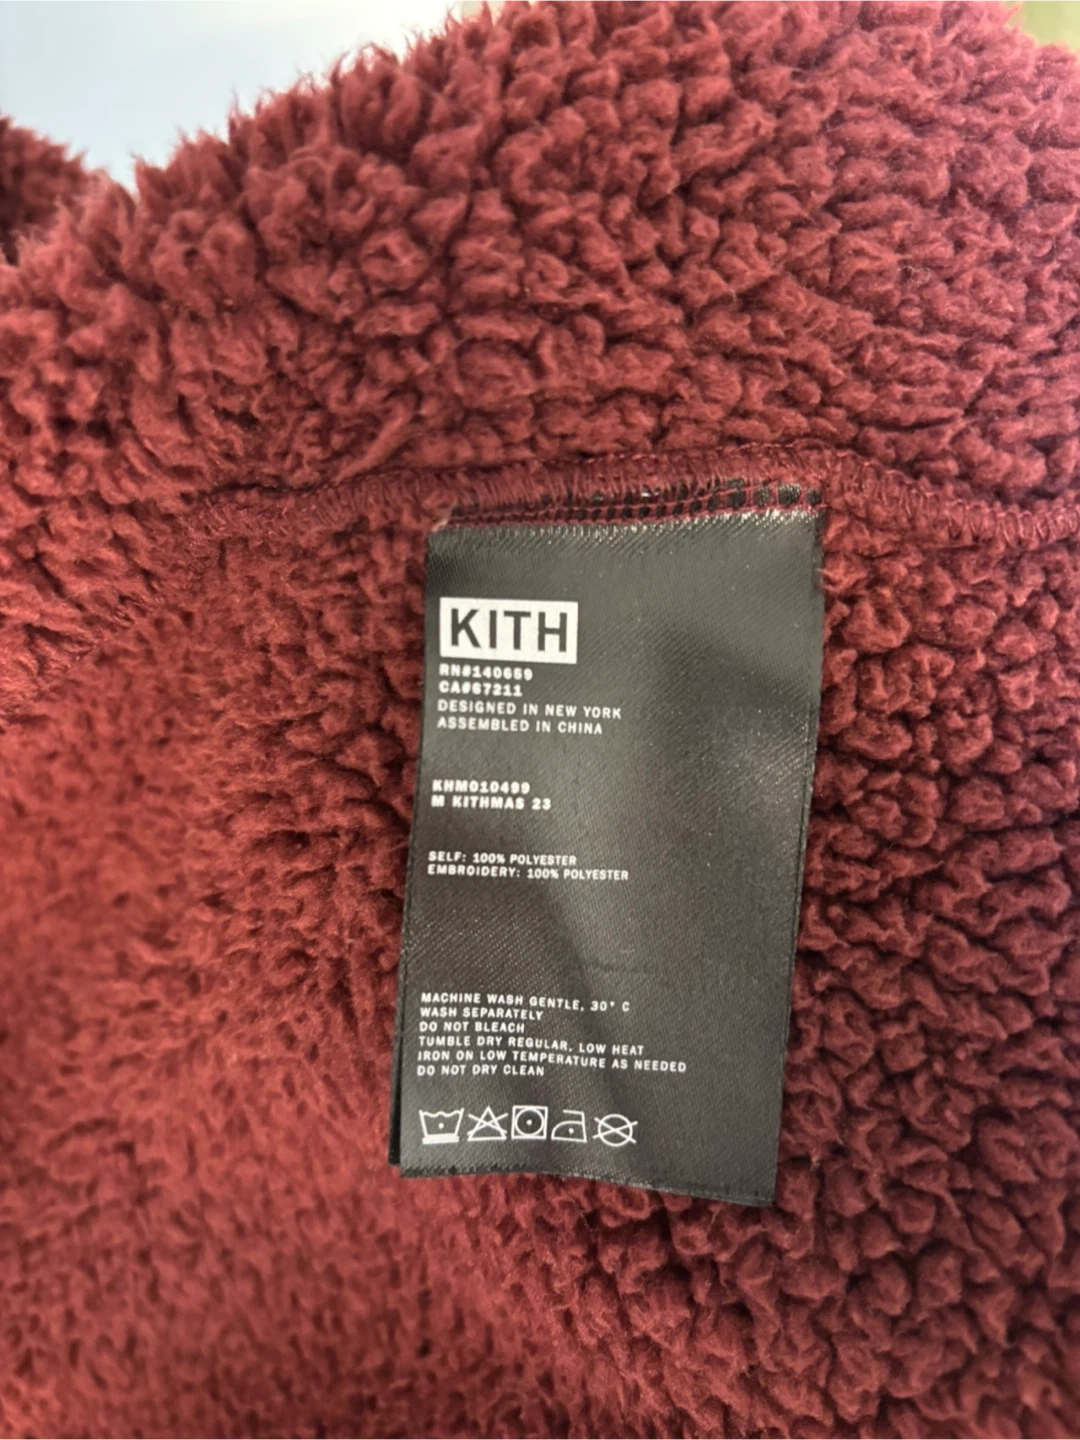 KITH
RN#140659
CA#67211
DESIGNED IN NEW YORK
ASSEMBLED IN CHINA
KHM010499
M KITHMAS 23
SELF: 100% POLYESTER
EMBROIDERY: 100% POLYESTER
MACHINE WASH GENTLE, 30° C
WASH SEPARATELY
DO NOT BLEACH
TUMBLE DRY REGULAR, LOW HEAT
IRON ON LOW TEMPERATURE AS NEEDED
DO NOT DRY CLEAN